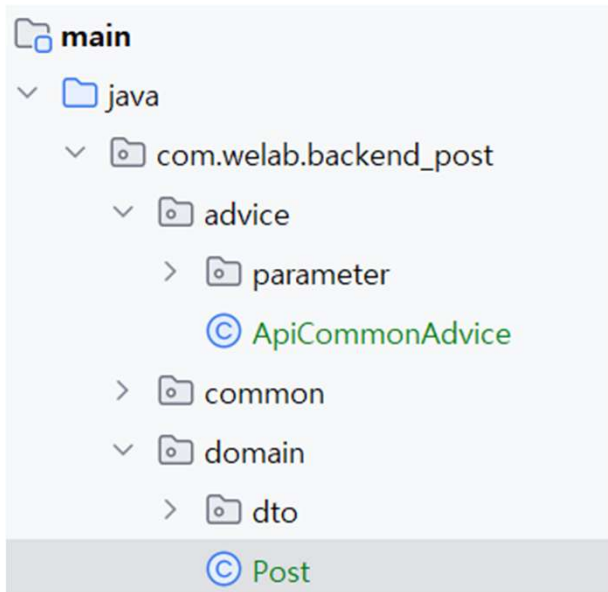 main
java
com.welab.backend_post
advice
parameter
ApiCommonAdvice
common
domain
dto
Post